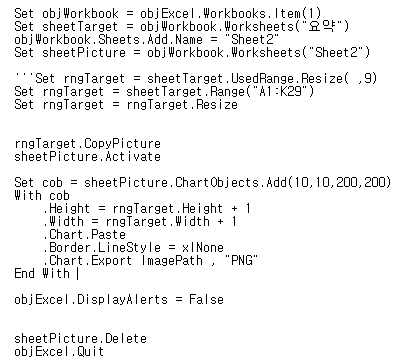 Set objWorkbook = objExcel.Workbooks.Item(1)
Set sheetTarget = objWorkbook.Worksheets("요약")
objWorkbook.Sheets.Add.Name = "Sheet2"
Set sheetPicture = objWorkbook.Worksheets("Sheet2")
'''Set rngTarget = sheetTarget.UsedRange.Resize( ,9)
Set rngTarget = sheetTarget.Range("A1:K29")
Set rngTarget = rngTarget.Resize
rngTarget.CopyPicture
sheetPicture.Activate
Set cob = sheetPicture.ChartObjects.Add(10,10,200,200)
With cob
.Height = rngTarget.Height + 1
.Width = rngTarget.Width + 1
.Chart.Paste
.Border.LineStyle = xlNone
.Chart.Export ImagePath , "PNG"
End With
objExcel.DisplayAlerts = False
sheetPicture.Delete
objExcel.Quit